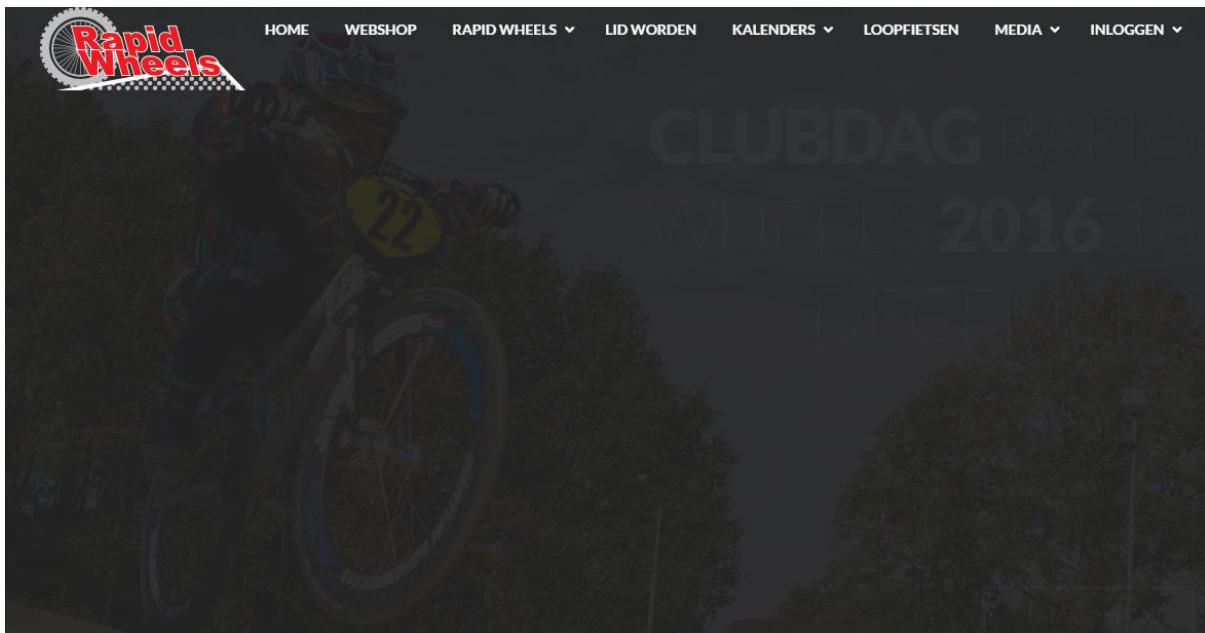 Rapid
Wheels
HOME WEBSHOP RAPID WHEELS LID WORDEN KALENDERS LOOPFIETSEN MEDIA INLOGGEN
CLUBDAG RAPID
WHEELS 2016 18
DECEMBER
22